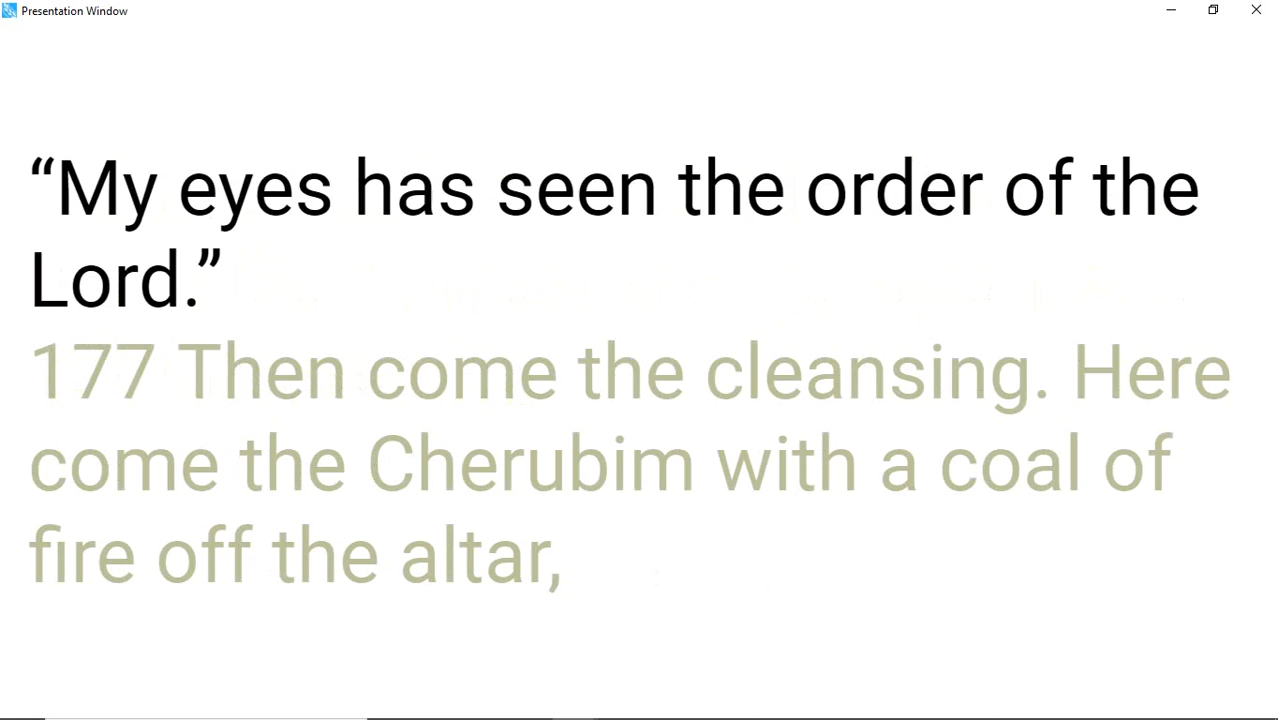 Presentation Window
“My eyes has seen the order of the
Lord.”
177 Then come the cleansing. Here
come the Cherubim with a coal of
fire off the altar,